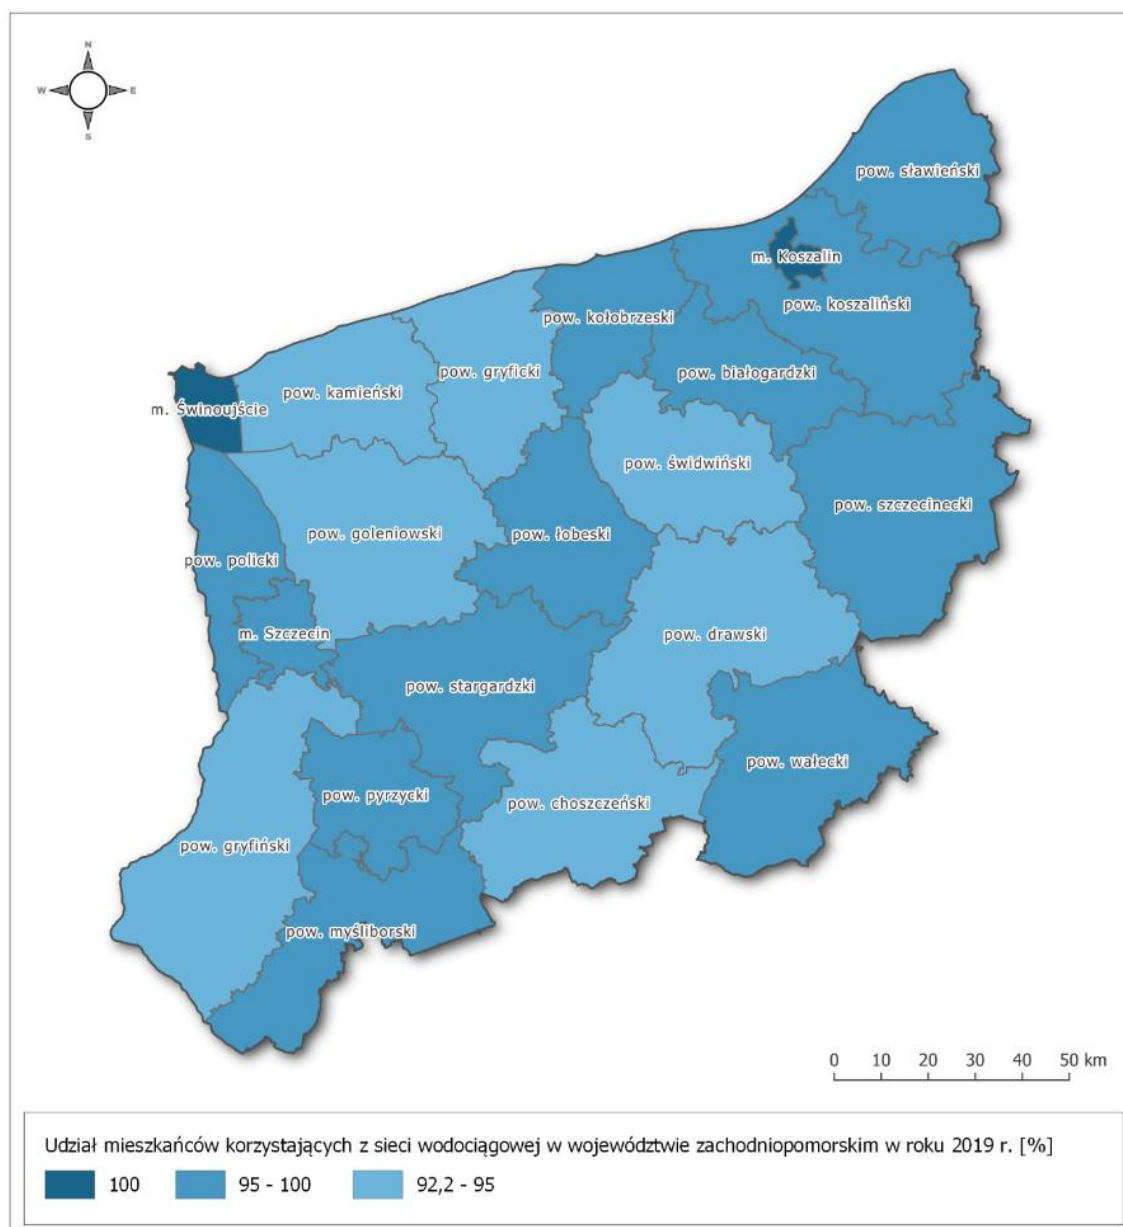 N
W E
S
pow. sławieński
m. Koszalin
pow. koszaliński
pow. kołobrzeski
pow. gryficki
pow. białogardzki
pow. kamieński
m. Świnoujście
pow. świdwiński
pow. szczecinecki
pow. goleniowski
pow. łobeski
pow. policki
m. Szczecin
pow. drawski
pow. stargardzki
pow. wałecki
pow. pyrzycki
pow. choszczeński
pow. gryfiński
pow. myśliborski
0 10 20 30 40 50 km
Udział mieszkańców korzystających z sieci wodociągowej w województwie zachodniopomorskim w roku 2019 r. [%]
100 95 - 100 92,2 - 95